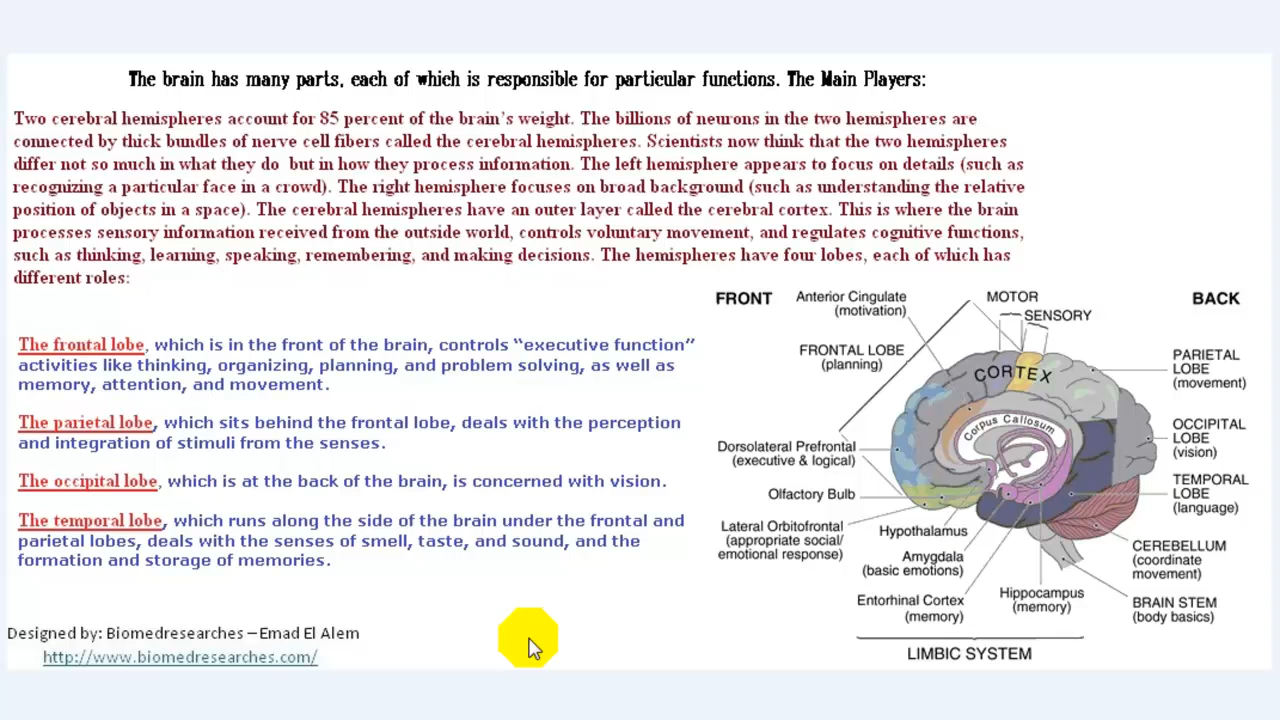 The brain has many parts, each of which is responsible for particular functions. The Main Players:
Two cerebral hemispheres account for 85 percent of the brain's weight. The billions of neurons in the two hemispheres are
connected by thick bundles of nerve cell fibers called the cerebral hemispheres. Scientists now think that the two hemispheres
differ not so much in what they do but in how they process information. The left hemisphere appears to focus on details (such as
recognizing a particular face in a crowd). The right hemisphere focuses on broad background (such as understanding the relative
position of objects in a space). The cerebral hemispheres have an outer layer called the cerebral cortex. This is where the brain
processes sensory information received from the outside world, controls voluntary movement, and regulates cognitive functions,
such as thinking, learning, speaking, remembering, and making decisions. The hemispheres have four lobes, each of which has
different roles:
The frontal lobe, which is in the front of the brain, controls “executive function”
activities like thinking, organizing, planning, and problem solving, as well as
memory, attention, and movement.
The parietal lobe, which sits behind the frontal lobe, deals with the perception
and integration of stimuli from the senses.
The occipital lobe, which is at the back of the brain, is concerned with vision.
The temporal lobe, which runs along the side of the brain under the frontal and
parietal lobes, deals with the senses of smell, taste, and sound, and the
formation and storage of memories.
Designed by: Biomedresearches – Emad El Alem
http://www.biomedresearches.com/
FRONT
BACK
Anterior Cingulate
(motivation)
MOTOR
SENSORY
FRONTAL LOBE
(planning)
CORTEX
Corpus Callosum
PARIETAL
LOBE
(movement)
OCCIPITAL
LOBE
(vision)
Dorsolateral Prefrontal
(executive & logical)
TEMPORAL
LOBE
(language)
Olfactory Bulb
Lateral Orbitofrontal
(appropriate social/
emotional response)
Hypothalamus
Amygdala
(basic emotions)
CEREBELLUM
(coordinate
movement)
Entorhinal Cortex
(memory)
Hippocampus
(memory)
BRAIN STEM
(body basics)
LIMBIC SYSTEM